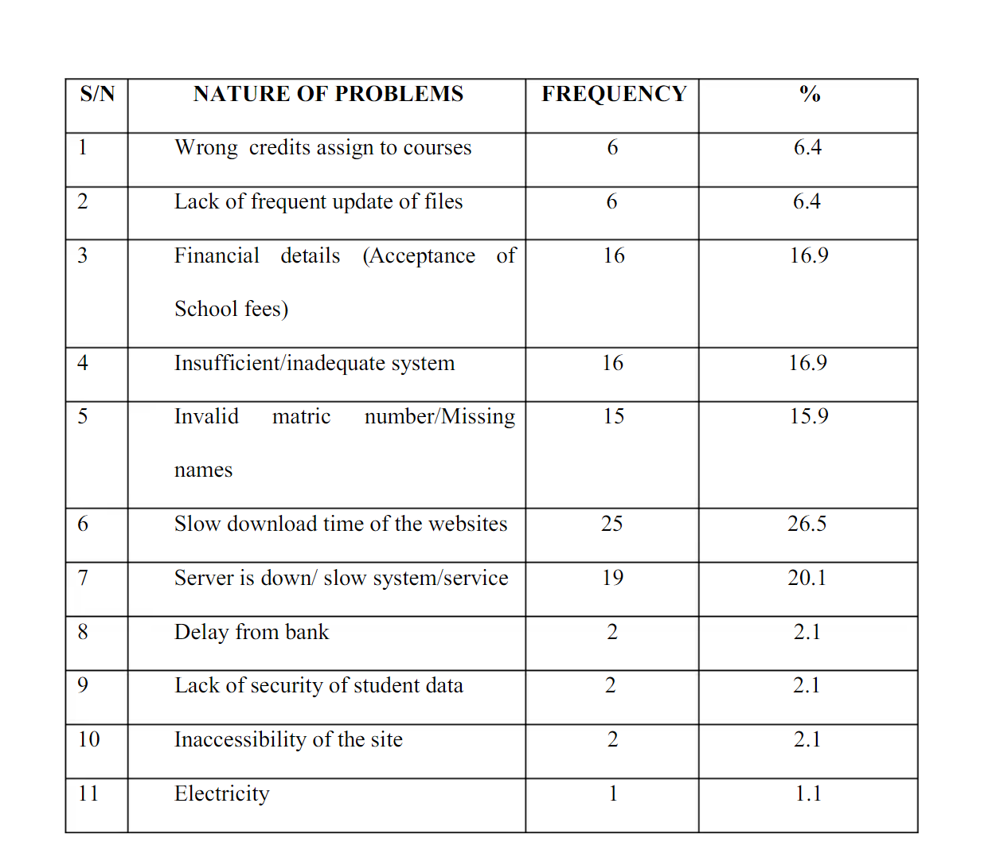 S/N NATURE OF PROBLEMS FREQUENCY %
1 Wrong credits assign to courses 6 6.4
2 Lack of frequent update of files 6 6.4
3 Financial details (Acceptance of 16 16.9
School fees)
4 Insufficient/inadequate system 16 16.9
5 Invalid matric number/Missing 15 15.9
names
6 Slow download time of the websites 25 26.5
7 Server is down/ slow system/service 19 20.1
8 Delay from bank 2 2.1
9 Lack of security of student data 2 2.1
10 Inaccessibility of the site 2 2.1
11 Electricity 1 1.1